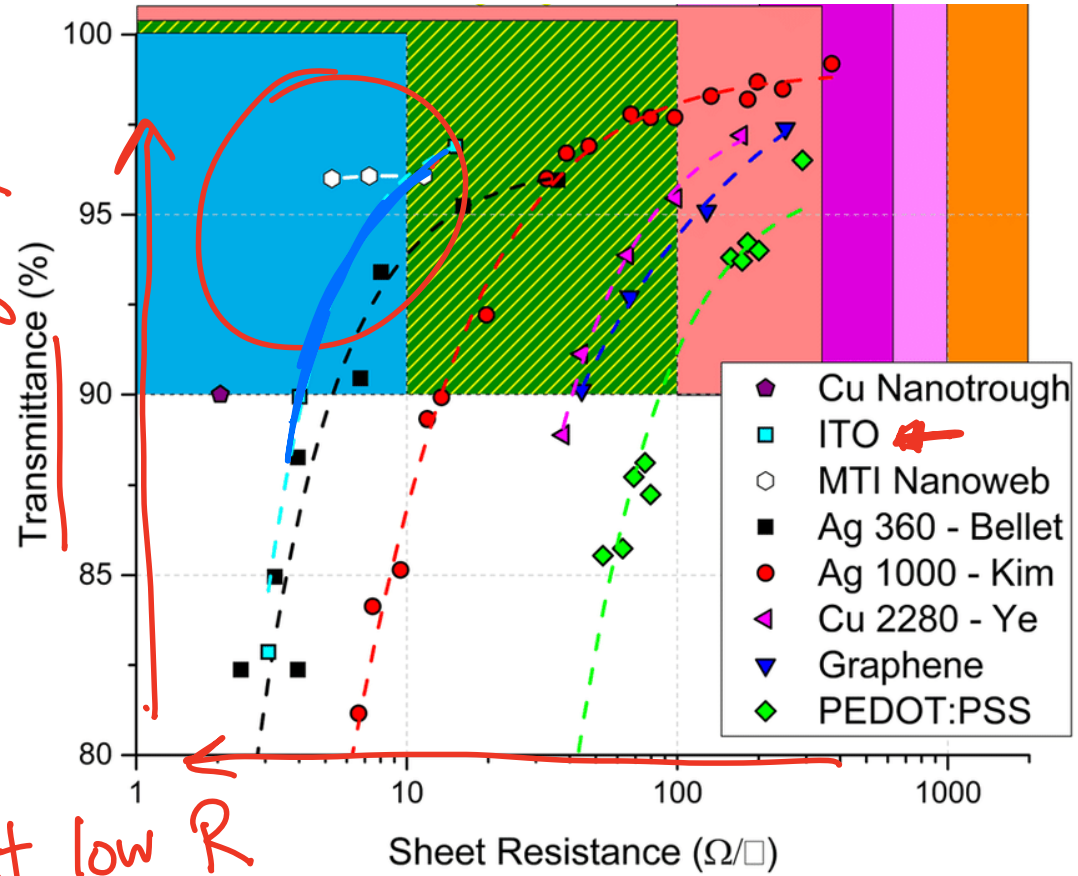 100
95
90
85
80
Transmittance (%)
1
10
100
1000
Sheet Resistance (Ω/□)
Cu Nanotrough
ITO
MTI Nanoweb
Ag 360 - Bellet
Ag 1000 - Kim
Cu 2280 - Ye
Graphene
PEDOT:PSS
low R